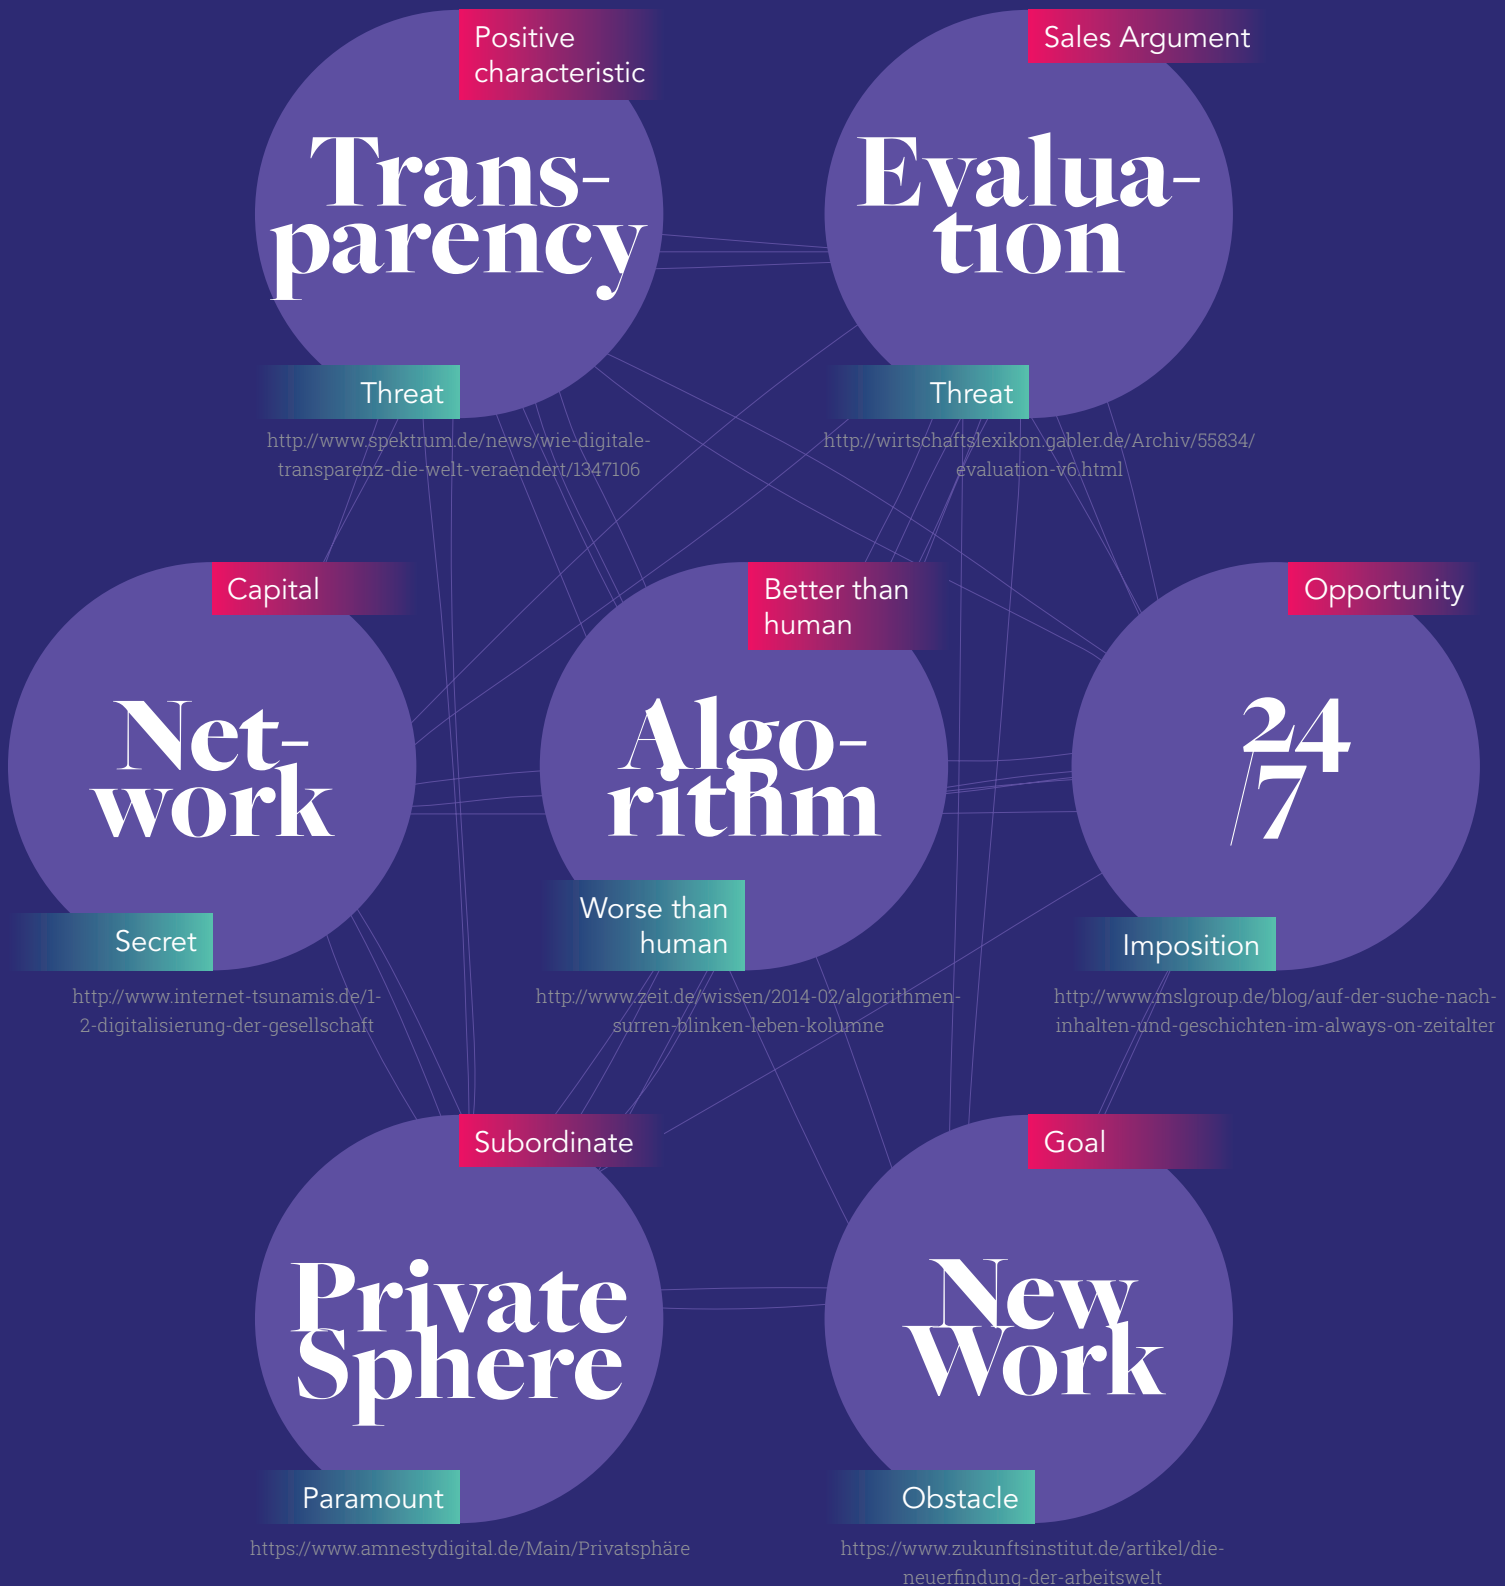 Positive
characteristic
Trans-
parency
Threat
http://www.spektrum.de/news/wie-digitale-
transparenz-die-welt-veraendert/1347106
Sales Argument
Evalua-
tion
Threat
http://wirtschaftslexikon.gabler.de/Archiv/55834/
evaluation-v6.html
Capital
Net-
work
Secret
http://www.internet-tsunamis.de/1-
2-digitalisierung-der-gesellschaft
Better than
human
Algo-
rithm
Worse than
human
http://www.zeit.de/wissen/2014-02/algorithmen-
surren-blinken-leben-kolumne
Opportunity
24
/7
Imposition
http://www.mslgroup.de/blog/auf-der-suche-nach-
inhalten-und-geschichten-im-always-on-zeitalter
Subordinate
Private
Sphere
Paramount
https://www.amnestydigital.de/Main/Privatsphäre
Goal
New
Work
Obstacle
https://www.zukunftsinstitut.de/artikel/die-
neuerfindung-der-arbeitswelt